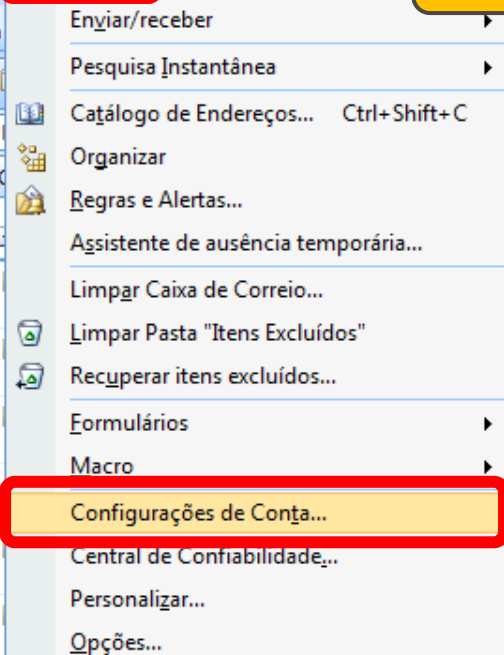 Enviar/receber
Pesquisa Instantânea
Catálogo de Endereços... Ctrl+Shift+C
Organizar
Regras e Alertas...
Assistente de ausência temporária...
Limpar Caixa de Correio...
Limpar Pasta "Itens Excluídos"
Recuperar itens excluídos...
Formulários
Macro
Configurações de Conta...
Central de Confiabilidade...
Personalizar...
Opções...